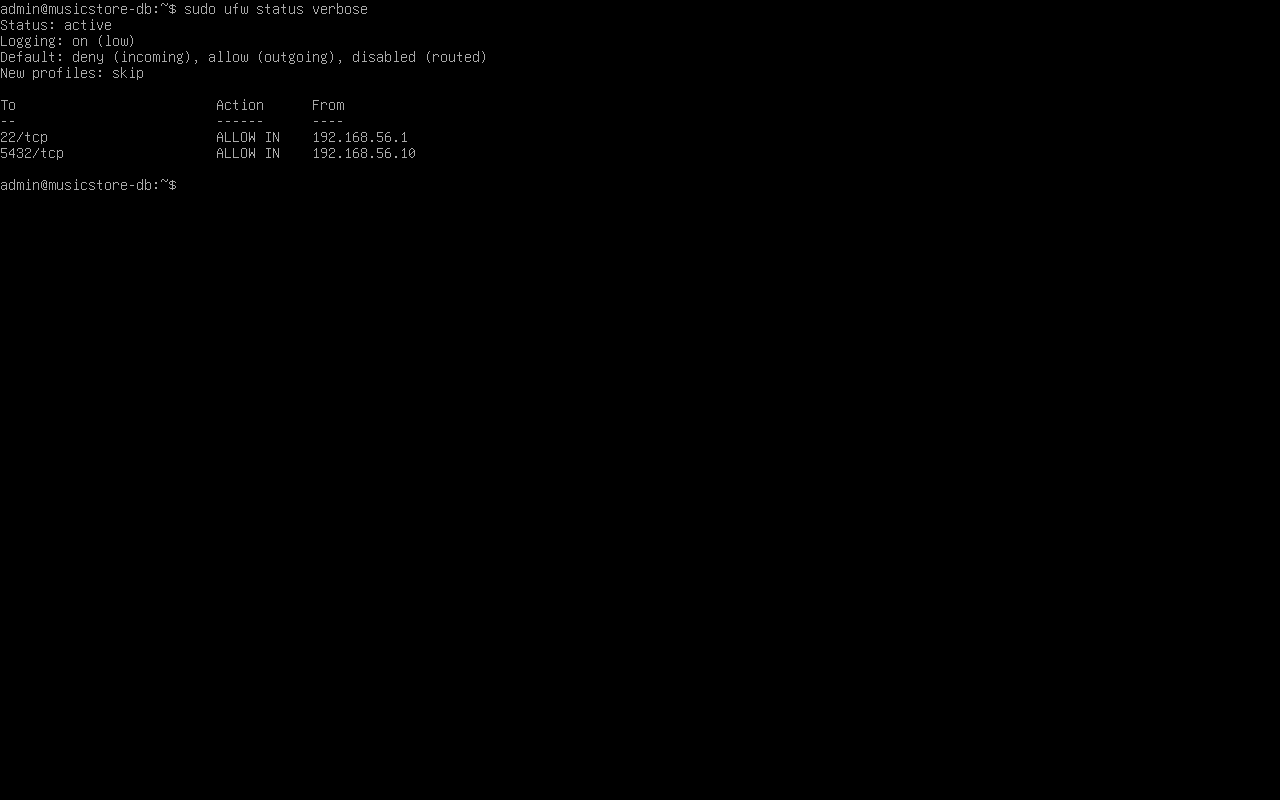 admin@musicstore-db:~$ sudo ufw status verbose
Status: active
Logging: on (low)
Default: deny (incoming), allow (outgoing), disabled (routed)
New profiles: skip
To                         Action      From
--                         ------      ----
22/tcp                     ALLOW IN    192.168.56.1
5432/tcp                   ALLOW IN    192.168.56.10
admin@musicstore-db:~$